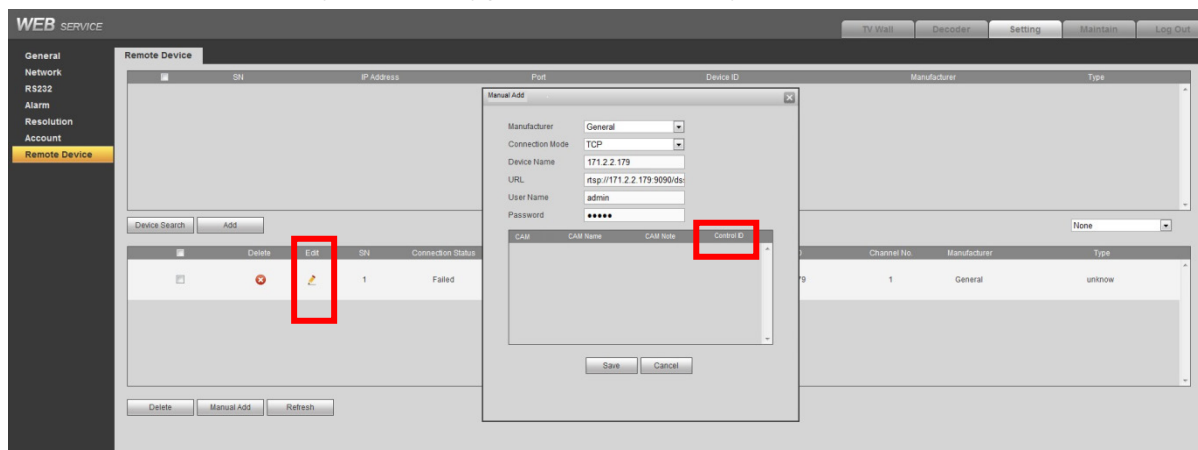 WEB SERVICE
TV Wall Decoder Setting Maintain Log Out
General
Network
RS232
Alarm
Resolution
Account
Remote Device
Remote Device
SN IP Address Port Device ID Manufacturer Type
Device Search Add None
Delete Edit SN Connection Status Channel No. Manufacturer Type
1 Failed 79 1 General unknow
Delete Manual Add Refresh
Manual Add
Manufacturer General
Connection Mode TCP
Device Name 171.2.2.179
URL rtsp://171.2.2.179:9090/ds
User Name admin
Password ●●●●●
CAM CAM Name CAM Note Control ID
Save Cancel